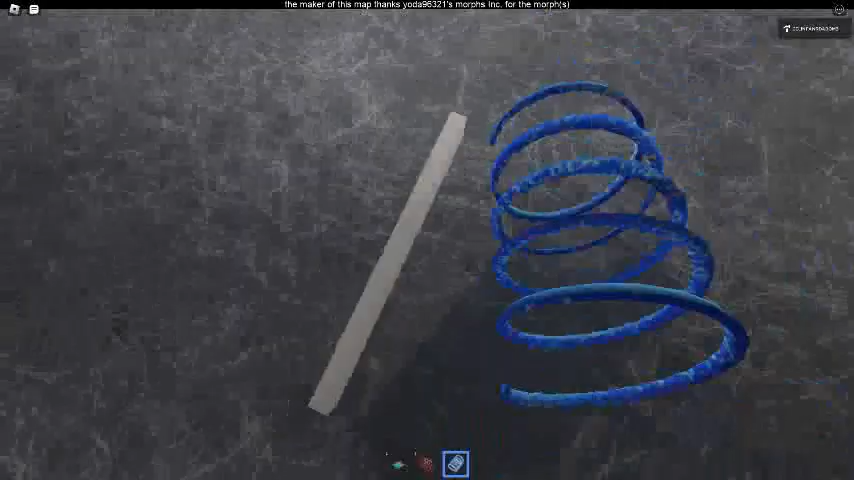 the maker of this map thanks yoda96321's morphs Inc. for the morph(s)